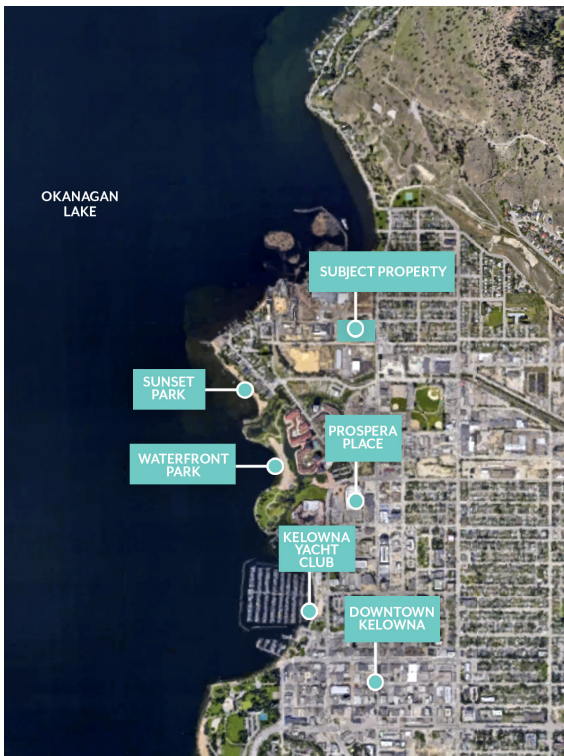 OKANAGAN
LAKE
SUBJECT PROPERTY
SUNSET
PARK
PROSPERA
PLACE
WATERFRONT
PARK
KELOWNA
YACHT
CLUB
DOWNTOWN
KELOWNA